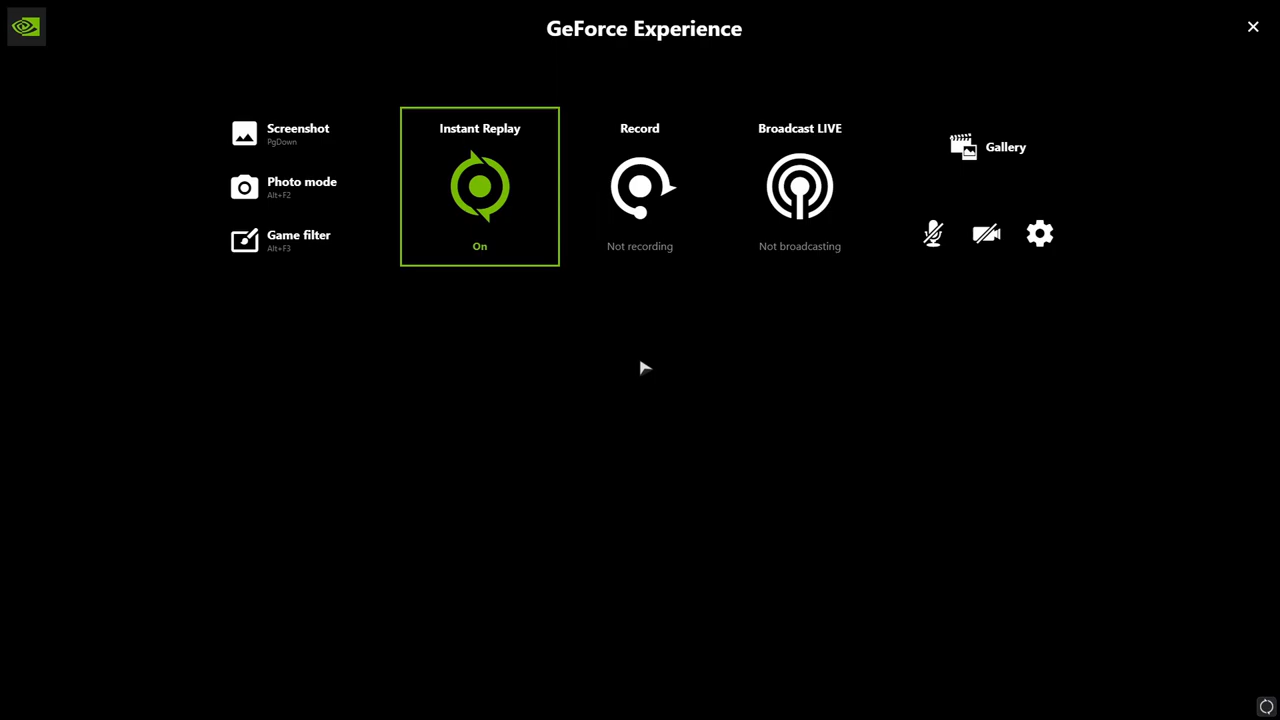 GeForce Experience
Screenshot
PgDown
Photo mode
Alt+F2
Game filter
Alt+F3
Instant Replay
On
Record
Not recording
Broadcast LIVE
Not broadcasting
Gallery